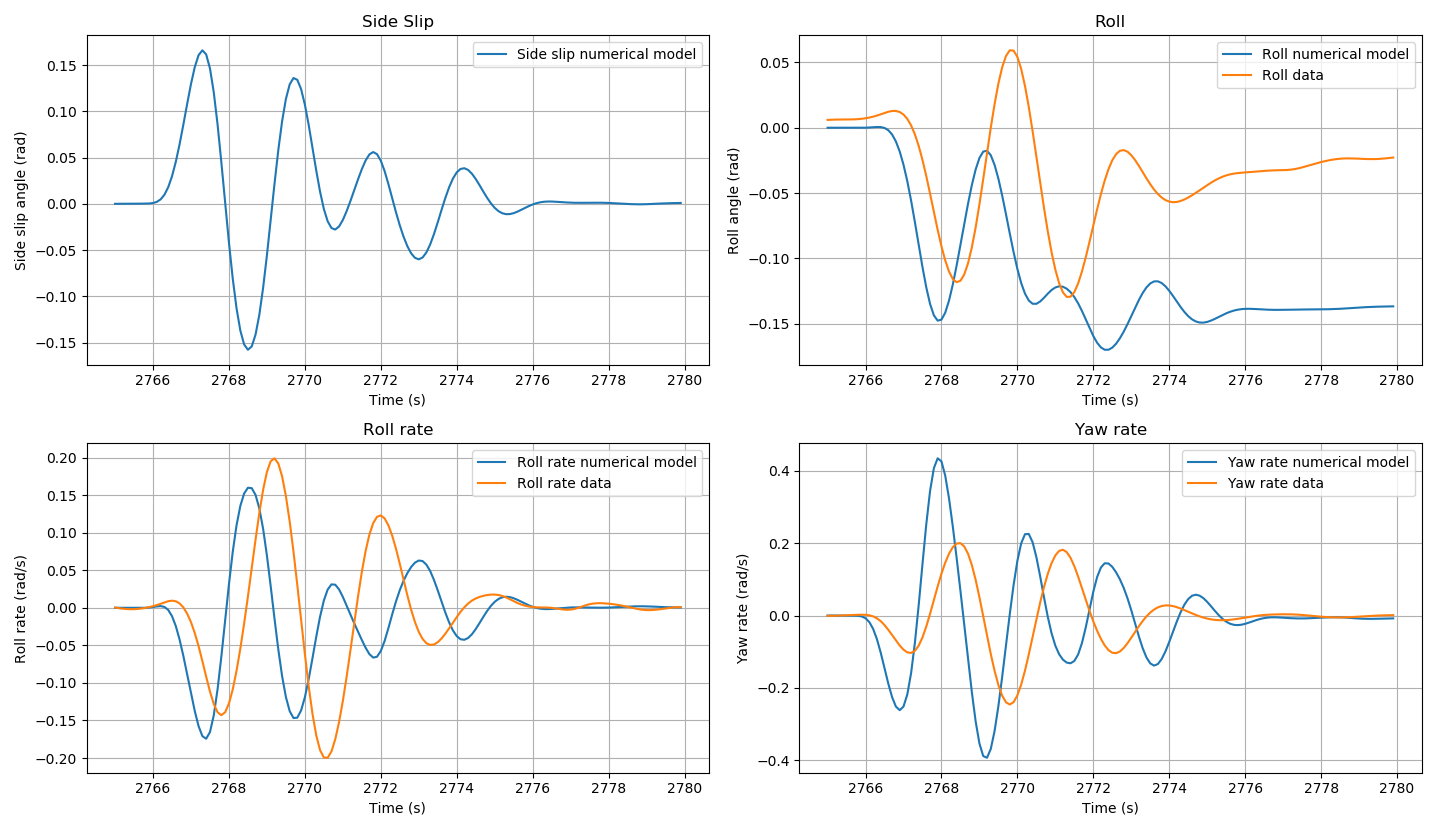 Side Slip
Side slip numerical model
Side slip angle (rad)
0.15
0.10
0.05
0.00
−0.05
−0.10
−0.15
2766 2768 2770 2772 2774 2776 2778 2780
Time (s)
Roll
Roll numerical model
Roll data
Roll angle (rad)
0.05
0.00
−0.05
−0.10
−0.15
2766 2768 2770 2772 2774 2776 2778 2780
Time (s)
Roll rate
Roll rate numerical model
Roll rate data
Roll rate (rad/s)
0.20
0.15
0.10
0.05
0.00
−0.05
−0.10
−0.15
−0.20
2766 2768 2770 2772 2774 2776 2778 2780
Time (s)
Yaw rate
Yaw rate numerical model
Yaw rate data
Yaw rate (rad/s)
0.4
0.2
0.0
−0.2
−0.4
2766 2768 2770 2772 2774 2776 2778 2780
Time (s)